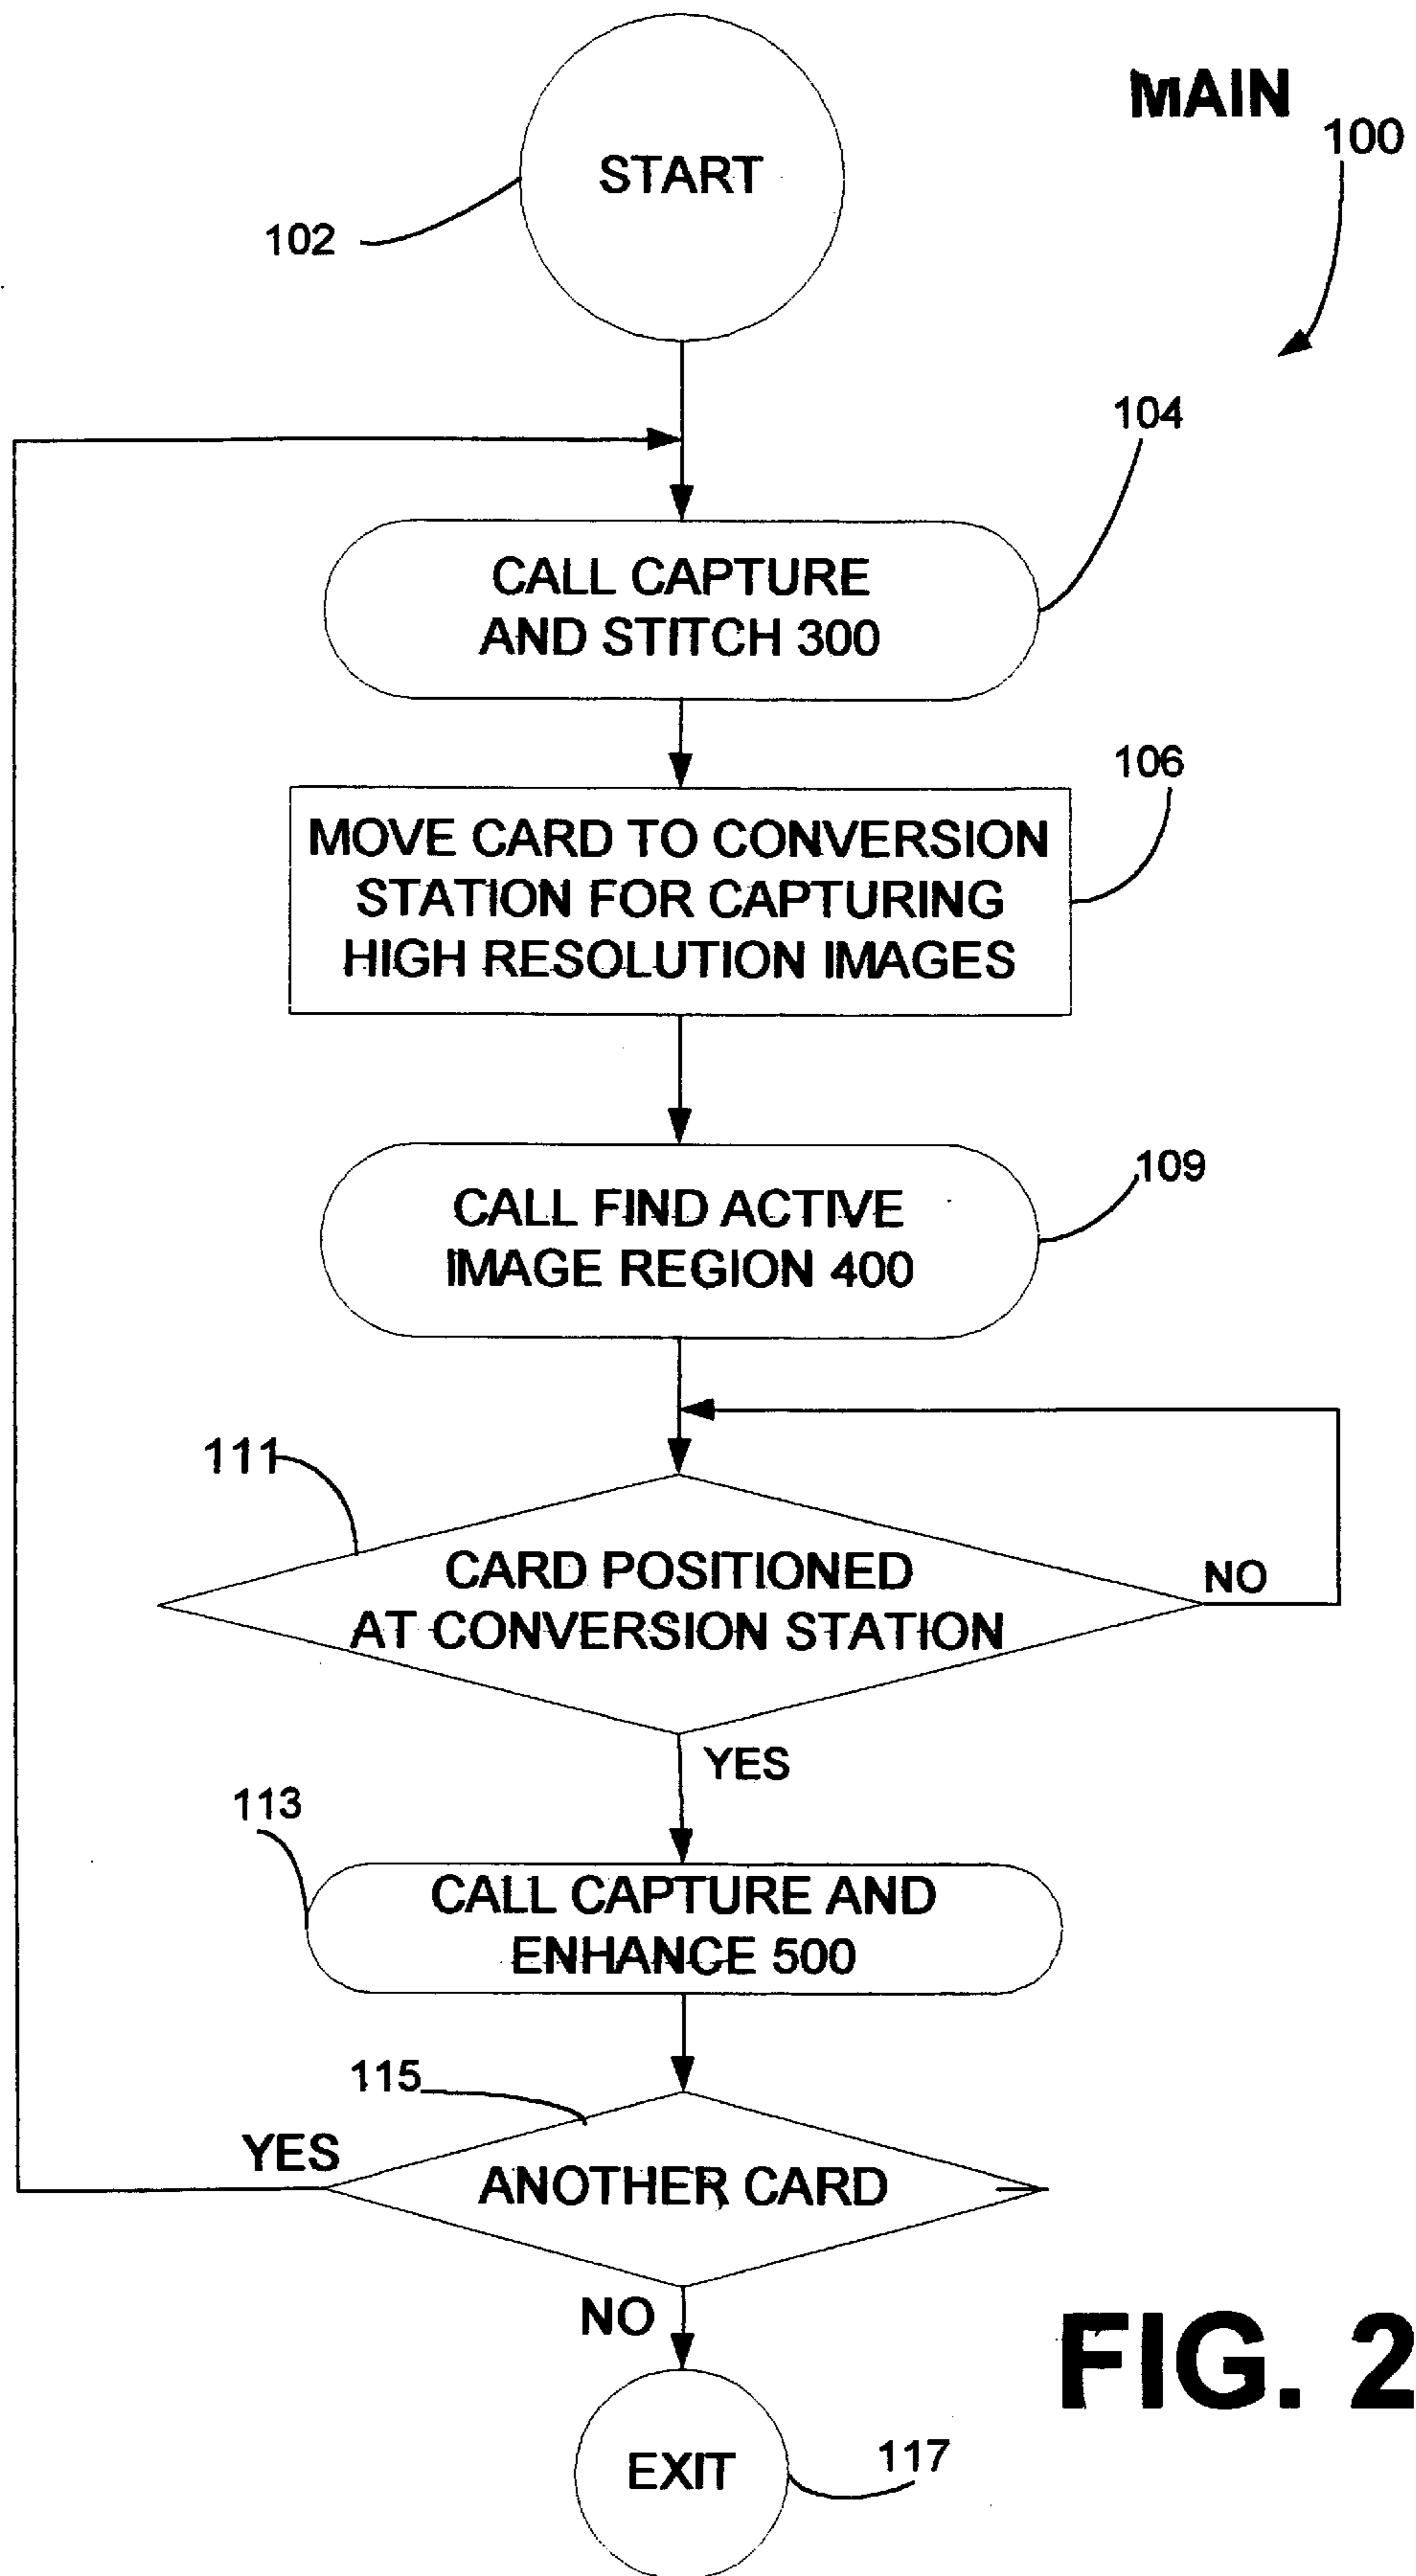 MAIN
100
START
102
104
CALL CAPTURE
AND STITCH 300
106
MOVE CARD TO CONVERSION
STATION FOR CAPTURING
HIGH RESOLUTION IMAGES
109
CALL FIND ACTIVE
IMAGE REGION 400
111
CARD POSITIONED
AT CONVERSION STATION
NO
YES
113
CALL CAPTURE AND
ENHANCE 500
115
YES
ANOTHER CARD
NO
FIG. 2
EXIT
117